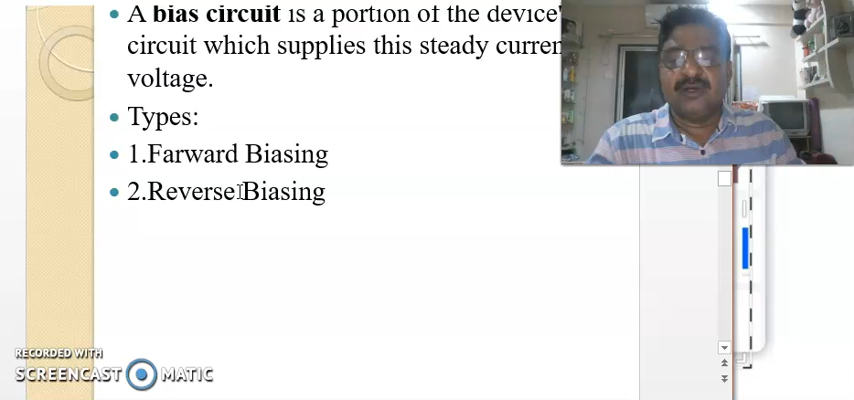 • A bias circuit is a portion of the device'
circuit which supplies this steady curren
voltage.
• Types:
• 1.Farward Biasing
• 2.Reverse Biasing
RECORDED WITH
SCREENCAST MATIC